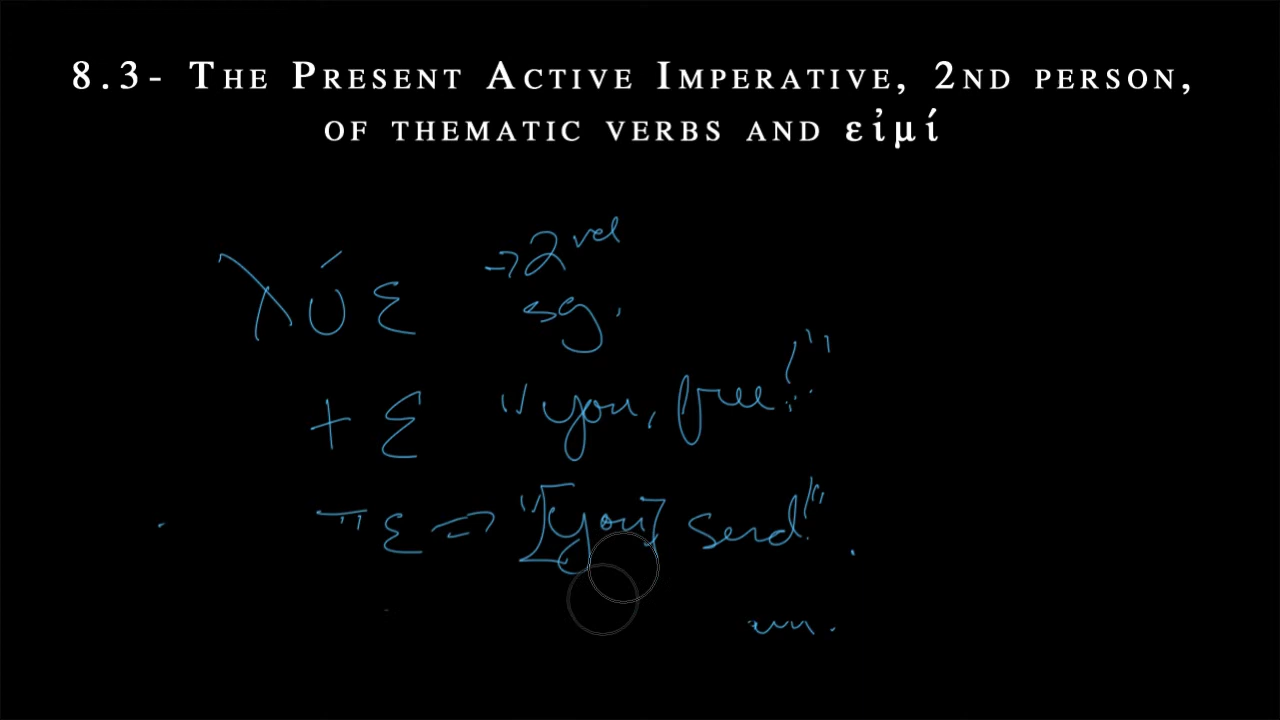 8.3- The Present Active Imperative, 2nd person,
of thematic verbs and εἰμί
λύε → 2
sg.
+ ε "you, free!"
ε ⇒ "[you] send!"